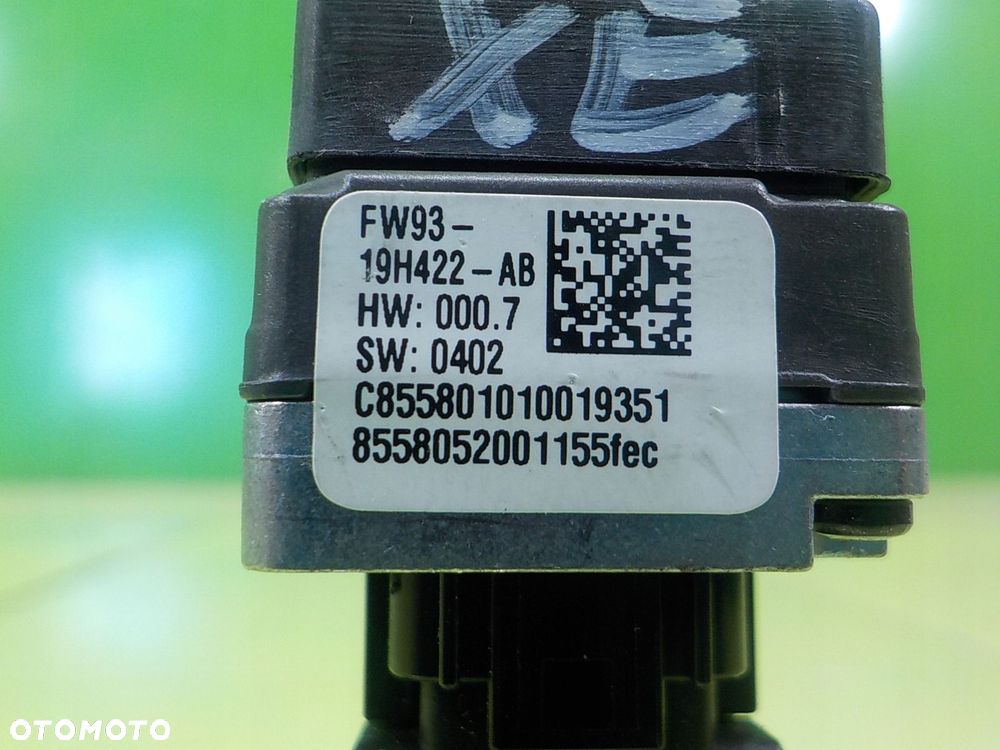 XE
FW93-
19H422-AB
HW: 000.7
SW: 0402
C855801010019351
8558052001155fec
OTOMOTO